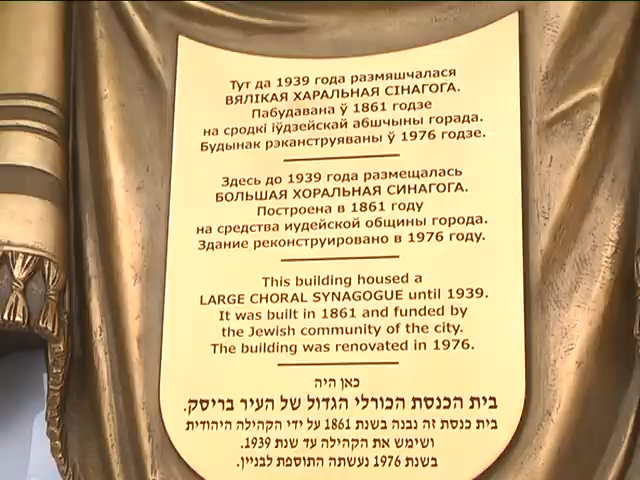 Тут да 1939 года размяшчалася
ВЯЛІКАЯ ХАРАЛЬНАЯ СІНАГОГА.
Пабудавана ў 1861 годзе
на сродкі іўдзейскай абшчыны горада.
Будынак рэканструяваны ў 1976 годзе.
Здесь до 1939 года размещалась
БОЛЬШАЯ ХОРАЛЬНАЯ СИНАГОГА.
Построена в 1861 году
на средства иудейской общины города.
Здание реконструировано в 1976 году.
This building housed a
LARGE CHORAL SYNAGOGUE until 1939.
It was built in 1861 and funded by
the Jewish community of the city.
The building was renovated in 1976.
כאן היה
בית הכנסת הכורלי הגדול של העיר בריסק.
בית כנסת זה נבנה בשנת 1861 על ידי הקהילה היהודית
ושימש את הקהילה עד שנת 1939.
בשנת 1976 נעשתה התוספת לבניין.